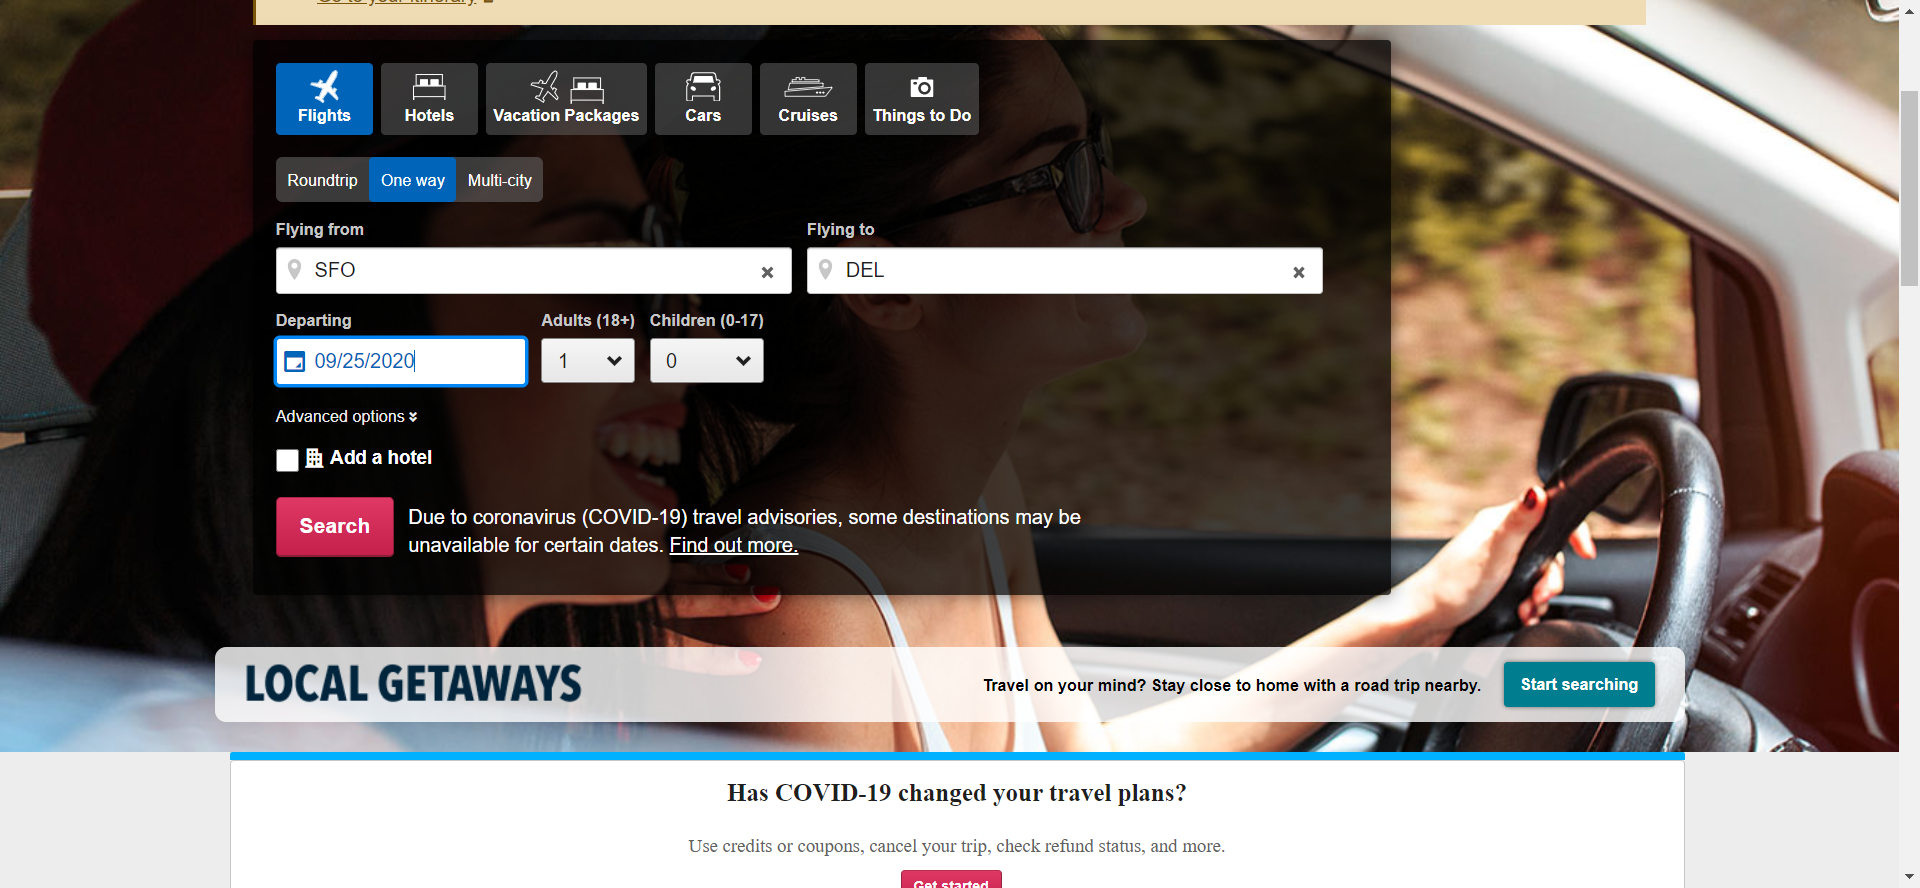 Go to your itinerary
Flights
Hotels
Vacation Packages
Cars
Cruises
Things to Do
Roundtrip
One way
Multi-city
Flying from
Flying to
SFO
DEL
Departing
Adults (18+)
Children (0-17)
09/25/2020
1
0
Advanced options
Add a hotel
Search
Due to coronavirus (COVID-19) travel advisories, some destinations may be
unavailable for certain dates. Find out more.
LOCAL GETAWAYS
Travel on your mind? Stay close to home with a road trip nearby.
Start searching
Has COVID-19 changed your travel plans?
Use credits or coupons, cancel your trip, check refund status, and more.
Get started